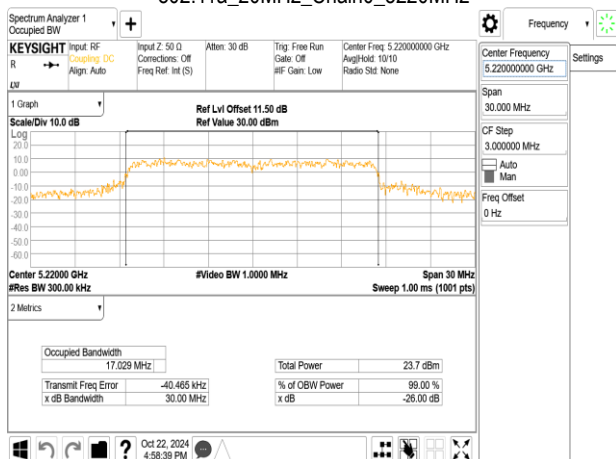 Spectrum Analyzer 1
Occupied BW
Frequency
KEYSIGHT
R
Input: RF
Coupling: DC
Align: Auto
Input Z: 50 Ω
Corrections: Off
Freq Ref: Int (S)
Atten: 30 dB
Trig: Free Run
Gate: Off
#IF Gain: Low
Center Freq: 5.220000000 GHz
Avg|Hold: 10/10
Radio Std: None
Center Frequency
5.220000000 GHz
Settings
Span
30.000 MHz
CF Step
3.000000 MHz
Auto
Man
Freq Offset
0 Hz
1 Graph
Scale/Div 10.0 dB
Ref Lvl Offset 11.50 dB
Ref Value 30.00 dBm
Log
20.0
10.0
0.00
-10.0
-20.0
-30.0
-40.0
-50.0
-60.0
Center 5.22000 GHz
#Res BW 300.00 kHz
#Video BW 1.0000 MHz
Span 30 MHz
Sweep 1.00 ms (1001 pts)
2 Metrics
Occupied Bandwidth
17.029 MHz
Total Power 23.7 dBm
Transmit Freq Error -40.465 kHz
% of OBW Power 99.00 %
x dB Bandwidth 30.00 MHz
x dB -26.00 dB
?
Oct 22, 2024
4:58:39 PM